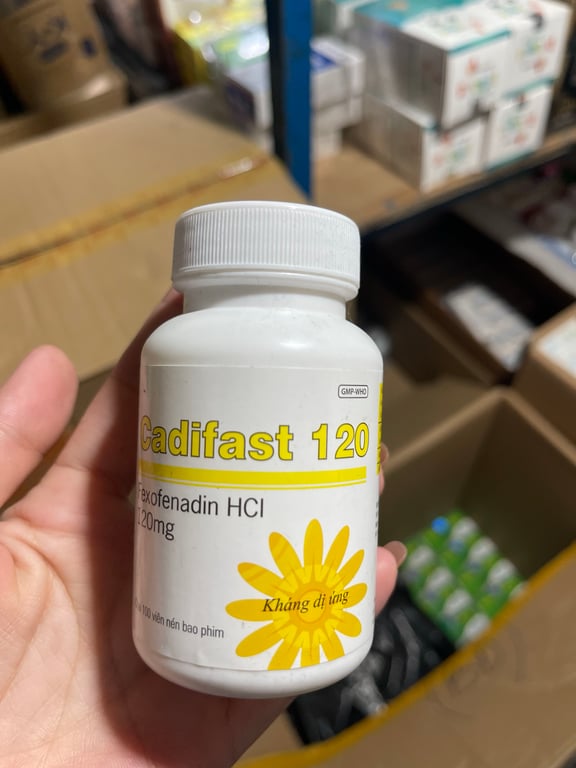 GMP-WHO
Cadifast 120
Fexofenadin HCl
120mg
Kháng dị ứng
100 viên nén bao phim